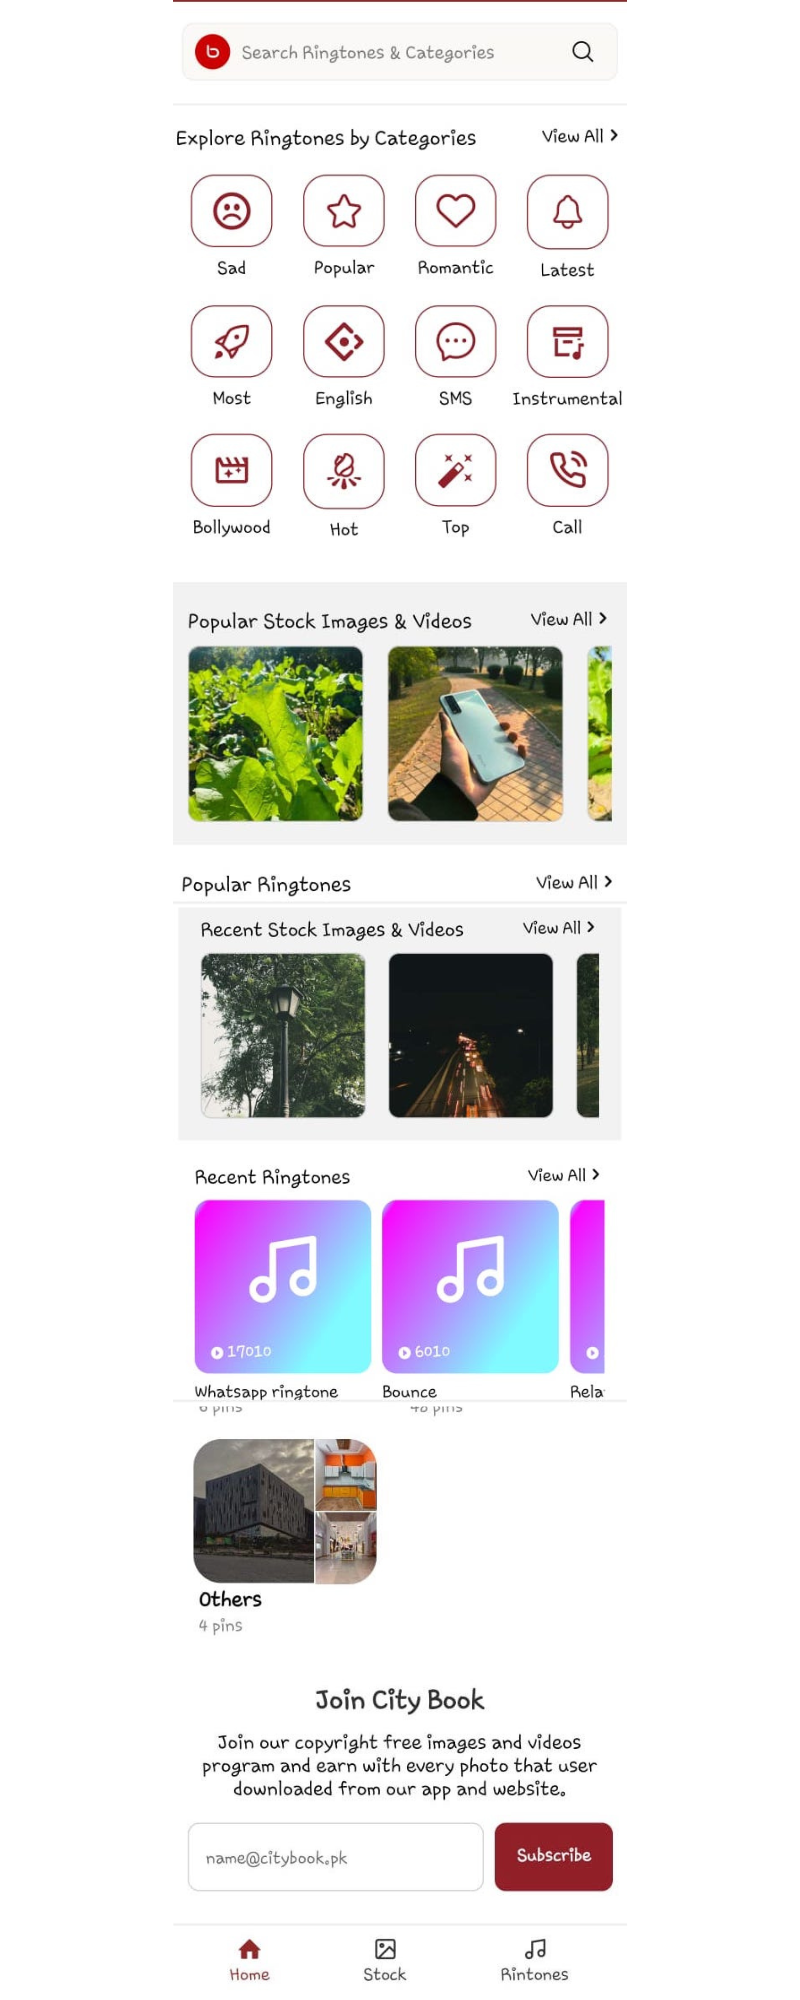 Search Ringtones & Categories
Explore Ringtones by Categories
View All
Sad
Popular
Romantic
Latest
Most
English
SMS
Instrumental
Bollywood
Hot
Top
Call
Popular Stock Images & Videos
View All
Popular Ringtones
View All
Recent Stock Images & Videos
View All
Recent Ringtones
View All
17010
6010
Whatsapp ringtone
Bounce
pins
pins
Others
4 pins
Join City Book
Join our copyright free images and videos
program and earn with every photo that user
downloaded from our app and website.
name@citybook.pk
Subscribe
Home
Stock
Rintones